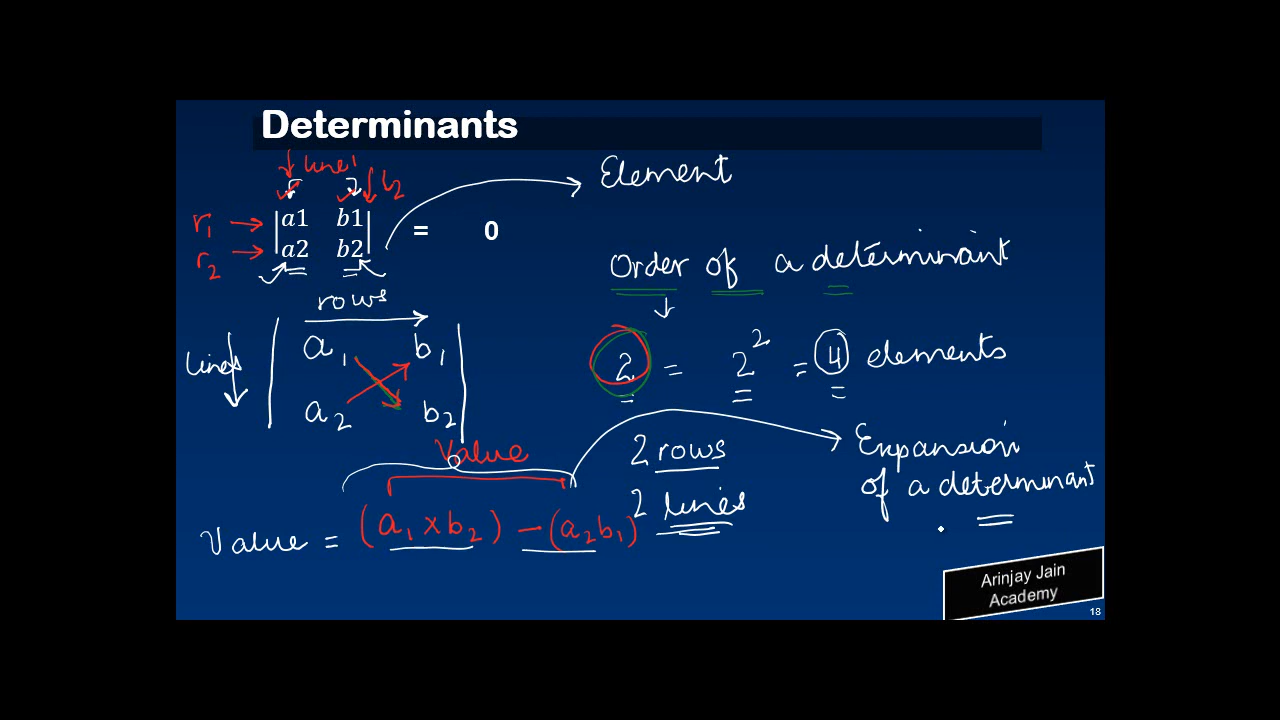 Determinants
line1
l2
Element
r1 → |a1 b1| = 0
r2 → |a2 b2|
rows
Order of a determinant
lines
a1 b1
a2 b2
2 = 2² = 4 elements
Value
2 rows
Expansion
of a determinant
2 lines
Value = (a1 x b2) − (a2b1)
Arinjay Jain
Academy
18